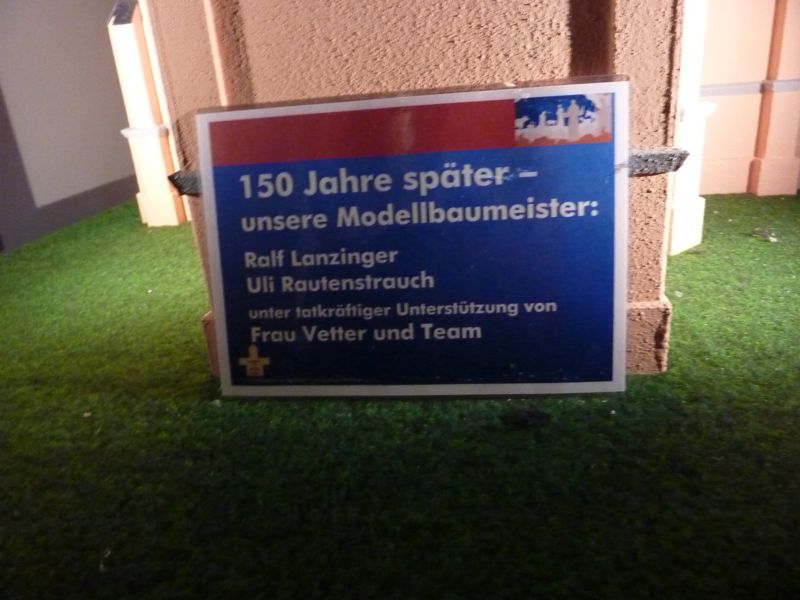 150 Jahre später –
unsere Modellbaumeister:
Ralf Lanzinger
Uli Rautenstrauch
unter tatkräftiger Unterstützung von
Frau Vetter und Team